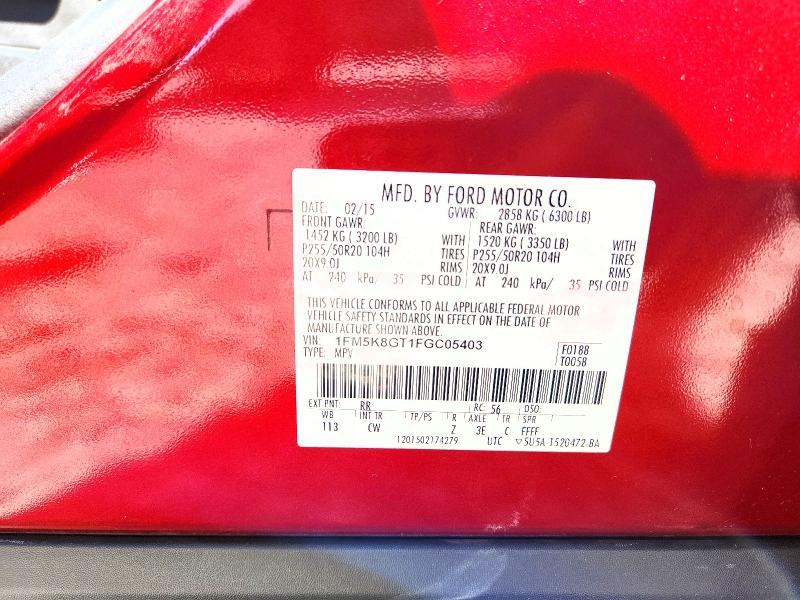 MFD. BY FORD MOTOR CO.
DATE: 02/15 GVWR: 2858 KG ( 6300 LB)
FRONT GAWR: REAR GAWR:
1452 KG ( 3200 LB) WITH 1520 KG ( 3350 LB) WITH
P255/50R20 104H TIRES P255/50R20 104H TIRES
20X9.0J RIMS 20X9.0J RIMS
AT 240 kPa/ 35 PSI COLD AT 240 kPa/ 35 PSI COLD
THIS VEHICLE CONFORMS TO ALL APPLICABLE FEDERAL MOTOR
VEHICLE SAFETY STANDARDS IN EFFECT ON THE DATE OF
MANUFACTURE SHOWN ABOVE.
VIN: 1FM5K8GT1FGC05403
TYPE: MPV
F0188
T0058
EXT PNT: RR RC: 56 DSO:
WB INT TR TP/PS R AXLE TR SPR
113 CW Z 3E C FFFF
1201502174279 UTC ▽5U5A-1520472-BA